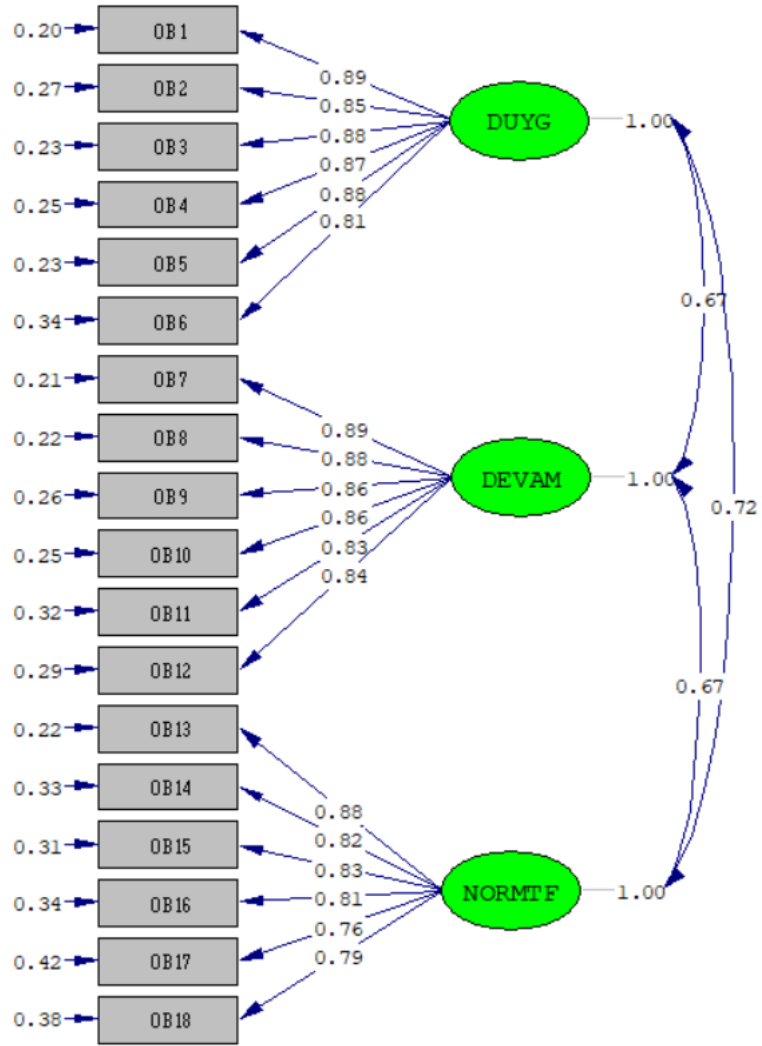 0.20 OB1
0.89
0.27 OB2
0.85
DUYG 1.00
0.23 OB3
0.88
0.87
0.25 OB4
0.88
0.23 OB5
0.81
0.67
0.34 OB6
0.21 OB7
0.89
0.22 OB8
0.88
DEVAM 1.00
0.26 OB9
0.86
0.72
0.86
0.25 OB10
0.83
0.84
0.32 OB11
0.29 OB12
0.67
0.22 OB13
0.33 OB14
0.88
0.82
0.31 OB15
0.83
NORMTF 1.00
0.34 OB16
0.81
0.76
0.42 OB17
0.79
0.38 OB18